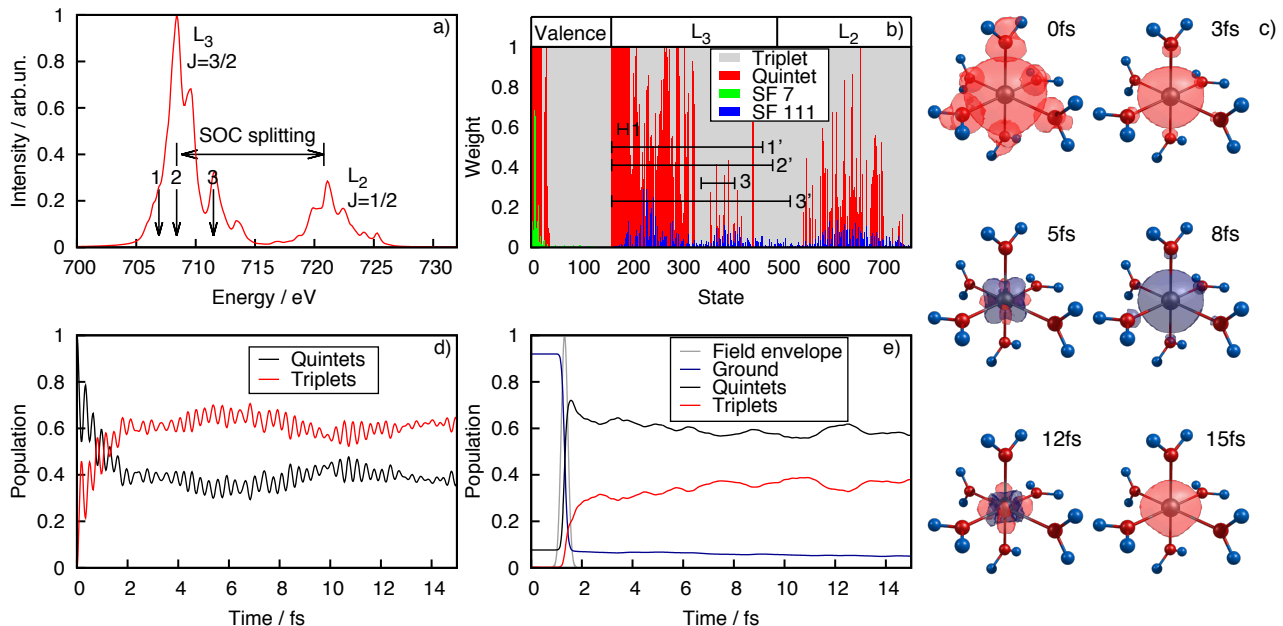 a)
L3
J=3/2
SOC splitting
1 2 3
L2
J=1/2
Intensity / arb.un.
1
0.8
0.6
0.4
0.2
0
700 705 710 715 720 725 730
Energy / eV
Valence L3 L2
b)
Triplet
Quintet
SF 7
SF 111
1
1'
2'
3
3'
Weight
1
0.8
0.6
0.4
0.2
0
0 100 200 300 400 500 600 700
State
c)
0fs 3fs
5fs 8fs
12fs 15fs
d)
Quintets
Triplets
Population
1
0.8
0.6
0.4
0.2
0
0 2 4 6 8 10 12 14
Time / fs
e)
Field envelope
Ground
Quintets
Triplets
Population
1
0.8
0.6
0.4
0.2
0
0 2 4 6 8 10 12 14
Time / fs